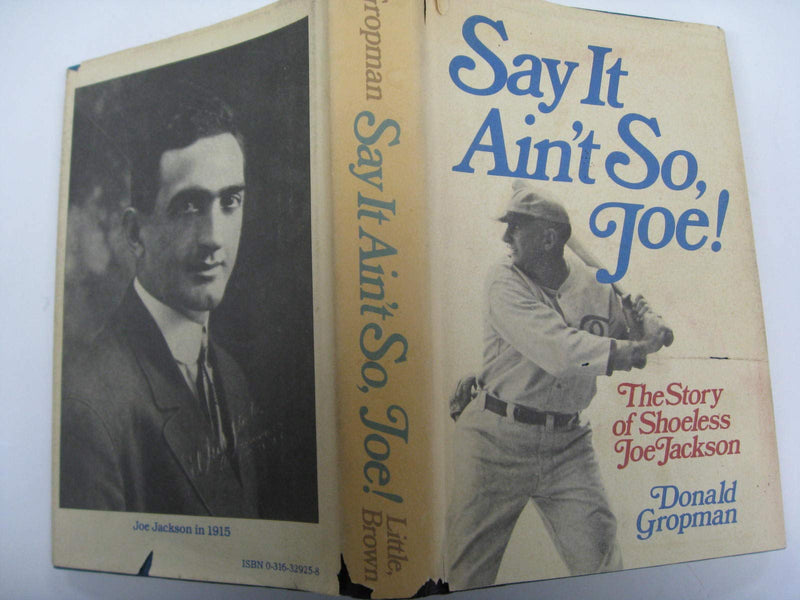 Say It
Ain't So,
Joe!
The Story
of Shoeless
Joe Jackson
Donald
Gropman
Gropman
Say It Ain't So, Joe!
Little,
Brown
Joe Jackson in 1915
ISBN 0-316-32925-8